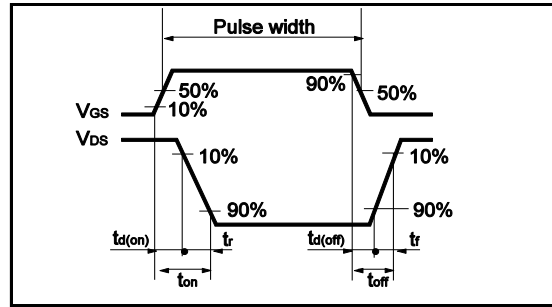 Pulse width
90%
50%
50%
10%
VGS
VDS
10%
10%
90%
90%
td(on)
tr
td(off)
tf
ton
toff